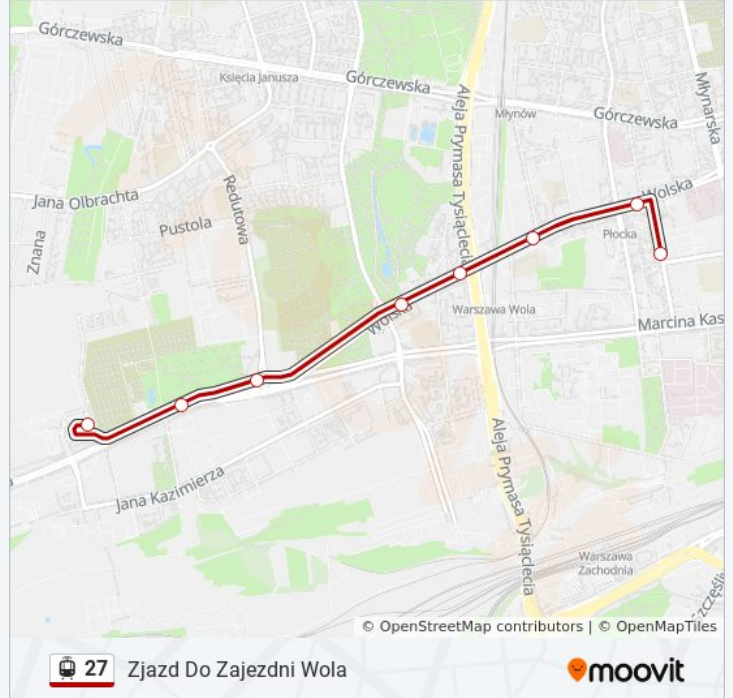 Górczewska
Księcia Janusza
Górczewska
Aleja Prymasa Tysiąclecia
Młynów
Górczewska
Młynarska
Jana Olbrachta
Redutowa
Pustola
Znana
Wolska
Płocka
Wolska
Warszawa Wola
Marcina Kas
Aleja Prymasa Tysiąclecia
Jana Kazimierza
Warszawa
Zachodnia
zczęśli
© OpenStreetMap contributors | © OpenMapTiles
27 Zjazd Do Zajezdni Wola
moovit